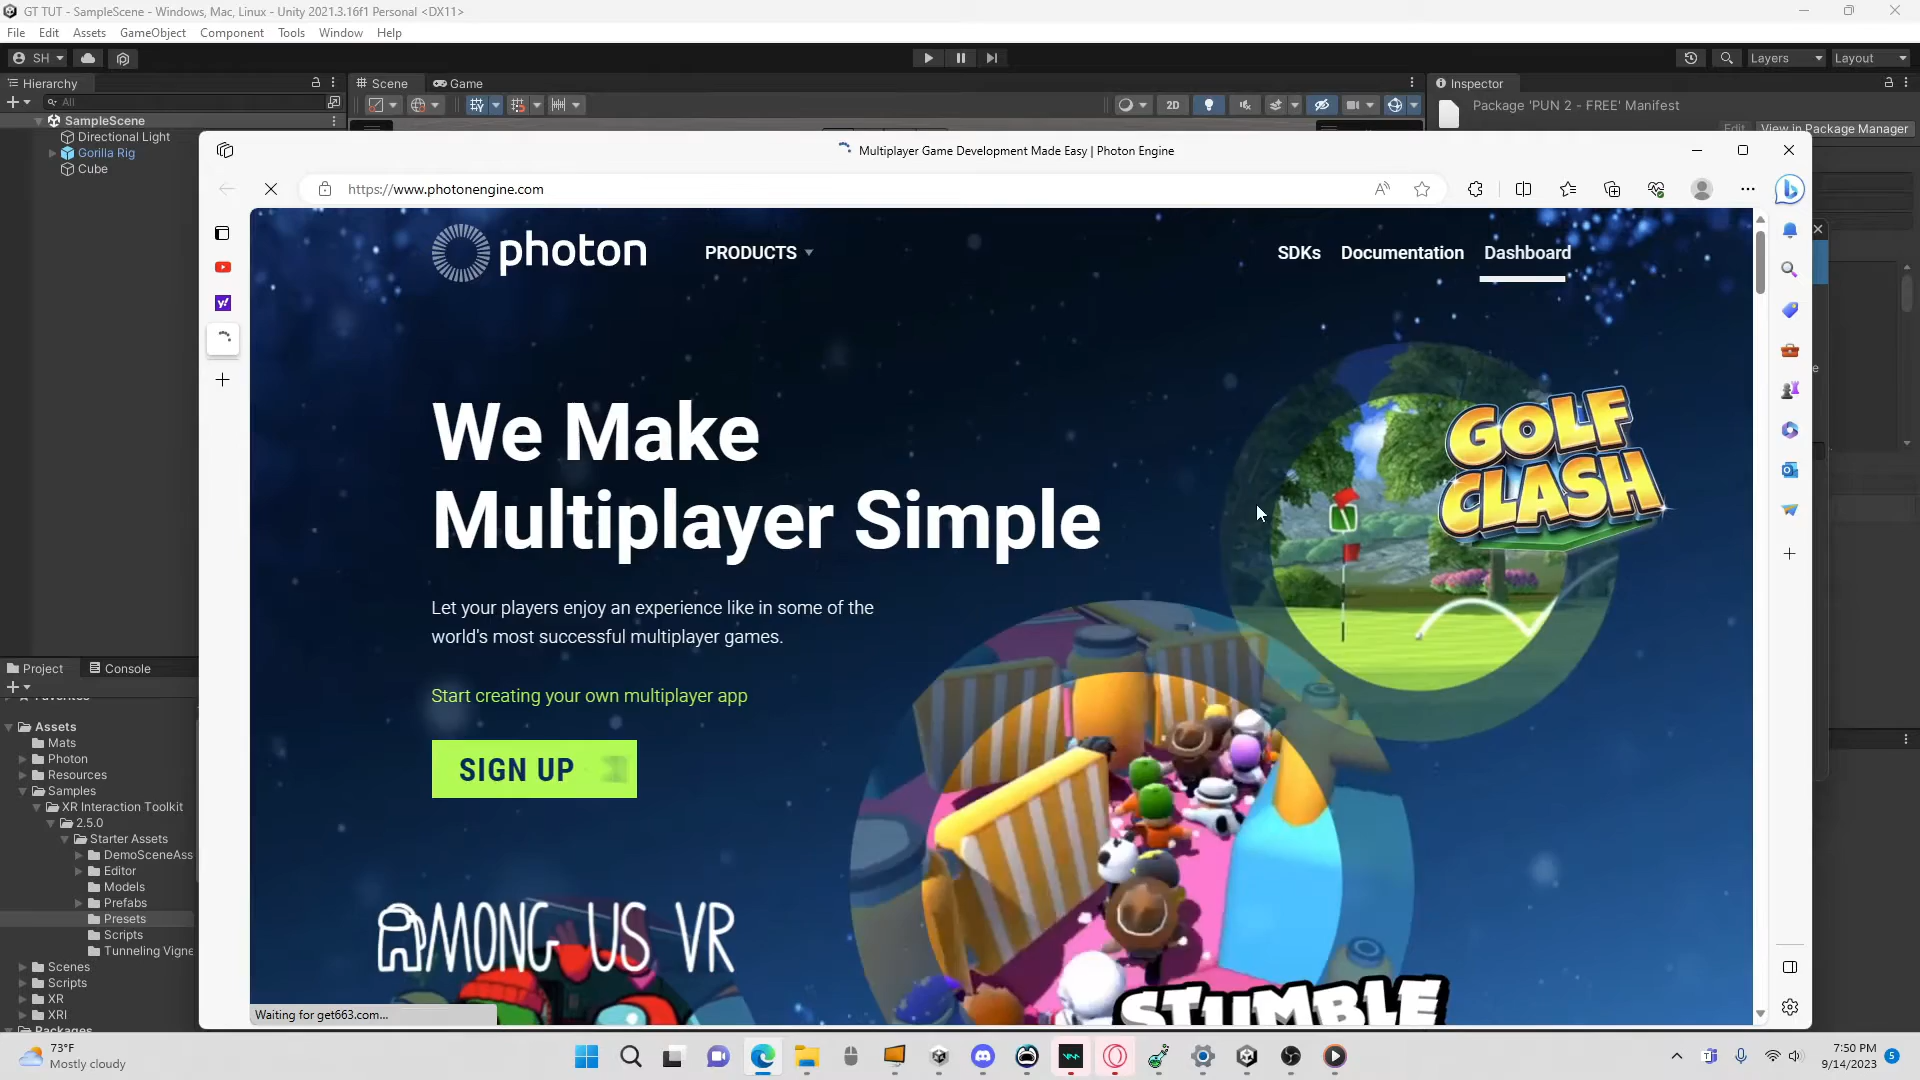 GT TUT - SampleScene - Windows, Mac, Linux - Unity 2021.3.16f1 Personal <DX11>
File Edit Assets GameObject Component Tools Window Help
SH
Layers
Layout
Hierarchy
Scene
Game
Inspector
All
2D
Package 'PUN 2 - FREE' Manifest
Edit
View in Package Manager
SampleScene
Directional Light
Gorilla Rig
Cube
Multiplayer Game Development Made Easy | Photon Engine
https://www.photonengine.com
photon
PRODUCTS
SDKs
Documentation
Dashboard
We Make
Multiplayer Simple
Let your players enjoy an experience like in some of the
world's most successful multiplayer games.
Start creating your own multiplayer app
SIGN UP
GOLF
CLASH
AMONG US VR
STUMBLE
Waiting for get663.com...
Project
Console
Assets
Mats
Photon
Resources
Samples
XR Interaction Toolkit
2.5.0
Starter Assets
DemoSceneAss
Editor
Models
Prefabs
Presets
Scripts
Tunneling Vigne
Scenes
Scripts
XR
XRI
Packages
73°F
Mostly cloudy
7:50 PM
9/14/2023
5